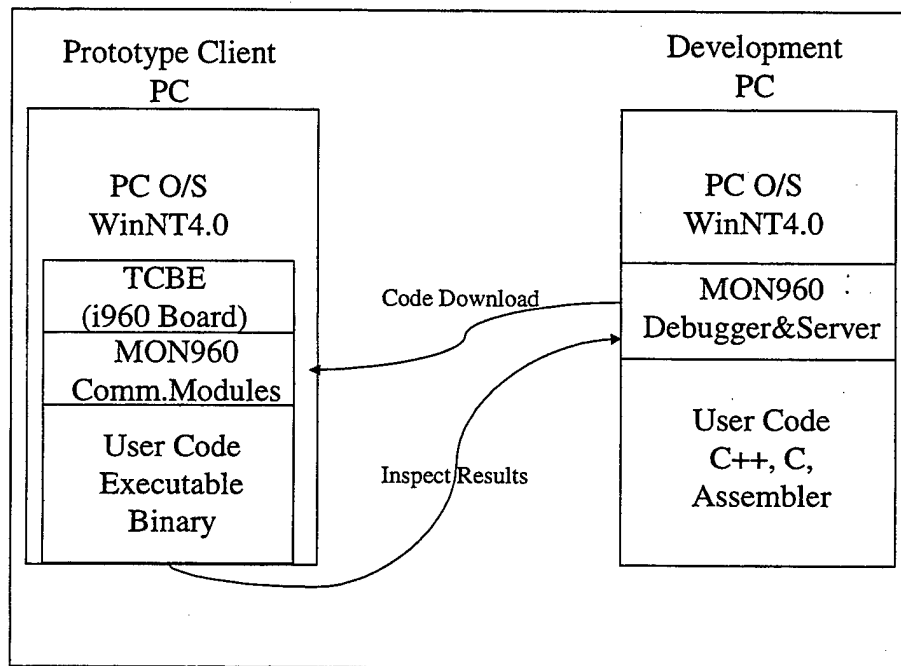 Prototype Client
PC
PC O/S
WinNT4.0
TCBE
(i960 Board)
MON960
Comm.Modules
User Code
Executable
Binary
Code Download
Inspect Results
Development
PC
PC O/S
WinNT4.0
MON960
Debugger&Server
User Code
C++, C,
Assembler